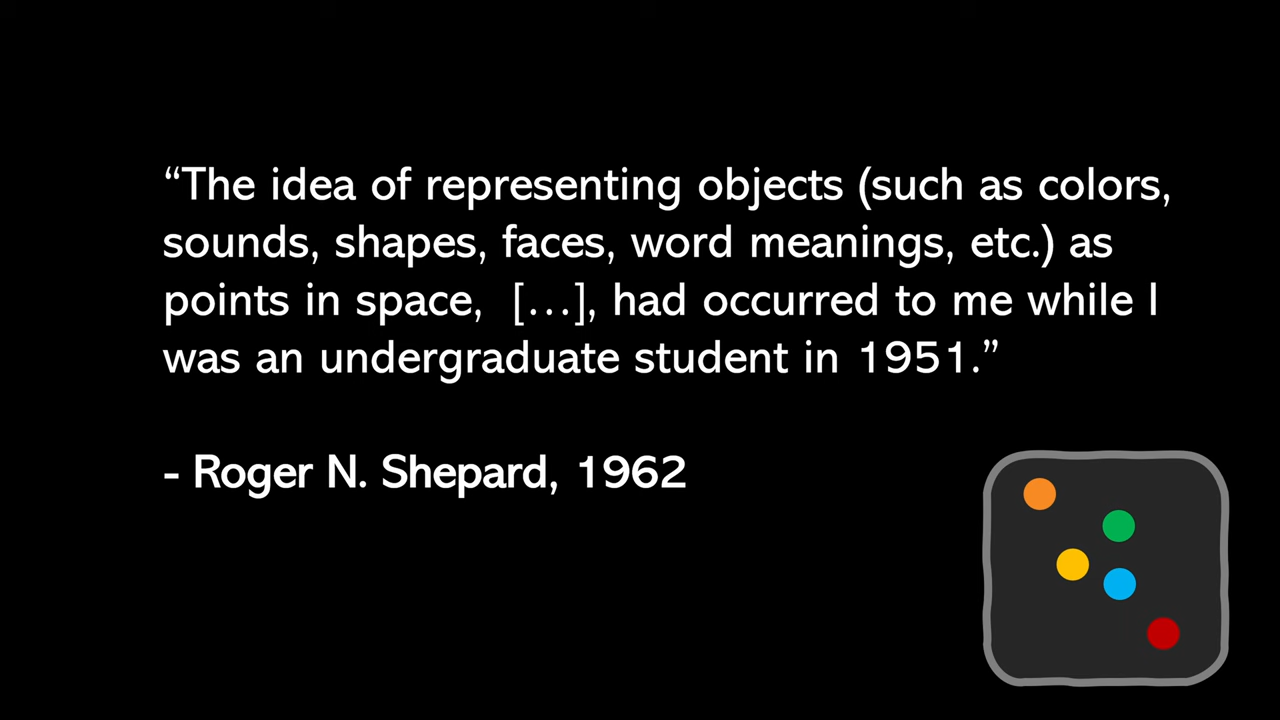 “The idea of representing objects (such as colors,
sounds, shapes, faces, word meanings, etc.) as
points in space,  […], had occurred to me while I
was an undergraduate student in 1951.”
- Roger N. Shepard, 1962